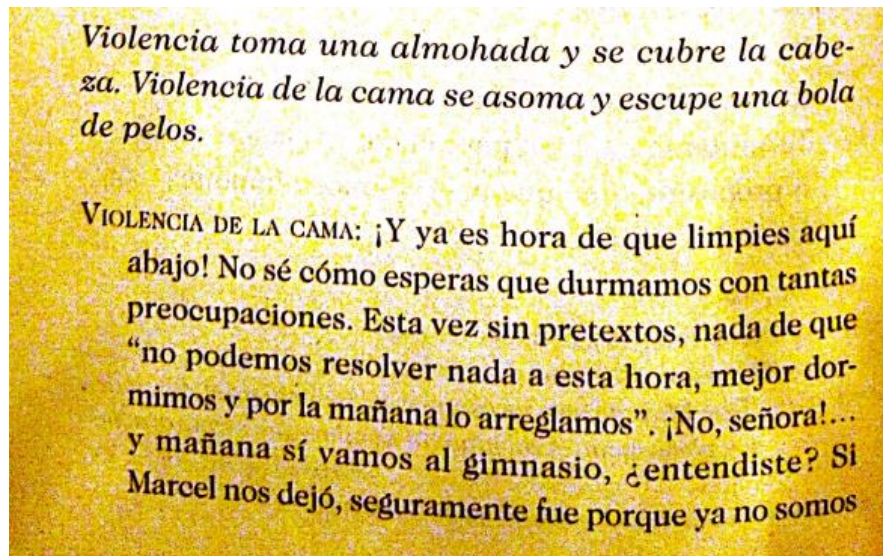 Violencia toma una almohada y se cubre la cabe-
za. Violencia de la cama se asoma y escupe una bola
de pelos.
VIOLENCIA DE LA CAMA: ¡Y ya es hora de que limpies aquí
abajo! No sé cómo esperas que durmamos con tantas
preocupaciones. Esta vez sin pretextos, nada de que
“no podemos resolver nada a esta hora, mejor dor-
mimos y por la mañana lo arreglamos”. ¡No, señora!...
y mañana sí vamos al gimnasio, ¿entendiste? Si
Marcel nos dejó, seguramente fue porque ya no somos